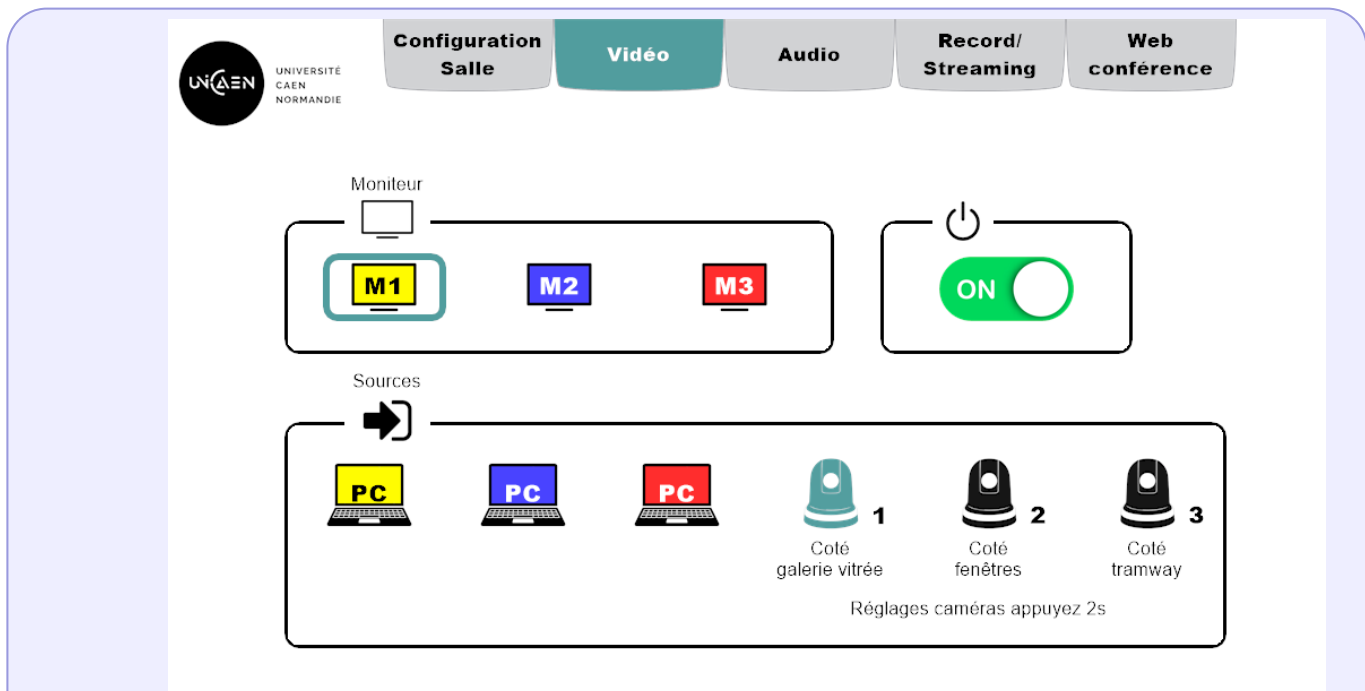 Configuration Salle
Vidéo
Audio
Record/ Streaming
Web conférence
UNICAEN
UNIVERSITÉ
CAEN
NORMANDIE
Moniteur
M1
M2
M3
ON
Sources
PC
PC
PC
1
2
3
Coté
galerie vitrée
Coté
fenêtres
Coté
tramway
Réglages caméras appuyez 2s